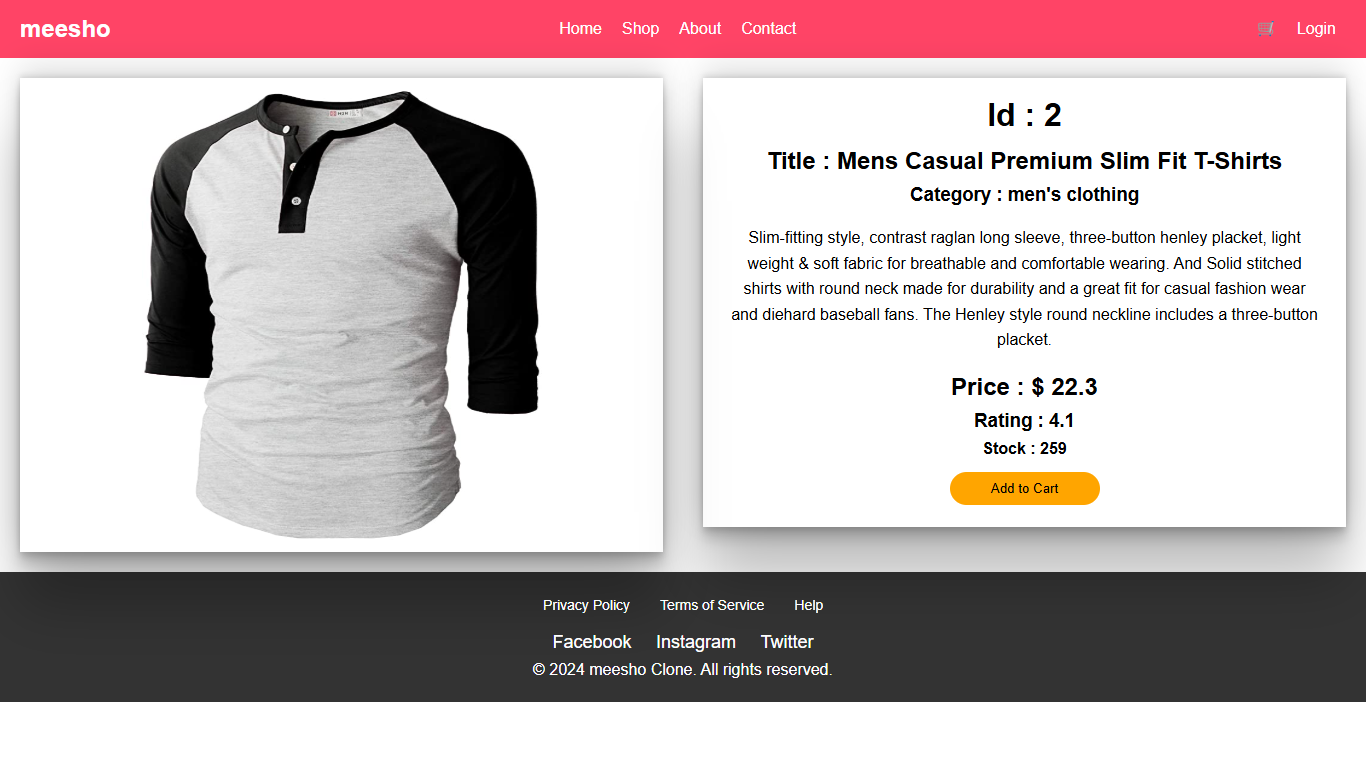 meesho
Home Shop About Contact
🛒 Login
Id : 2
Title : Mens Casual Premium Slim Fit T-Shirts
Category : men's clothing
Slim-fitting style, contrast raglan long sleeve, three-button henley placket, light
weight & soft fabric for breathable and comfortable wearing. And Solid stitched
shirts with round neck made for durability and a great fit for casual fashion wear
and diehard baseball fans. The Henley style round neckline includes a three-button
placket.
Price : $ 22.3
Rating : 4.1
Stock : 259
Add to Cart
Privacy Policy Terms of Service Help
Facebook Instagram Twitter
© 2024 meesho Clone. All rights reserved.